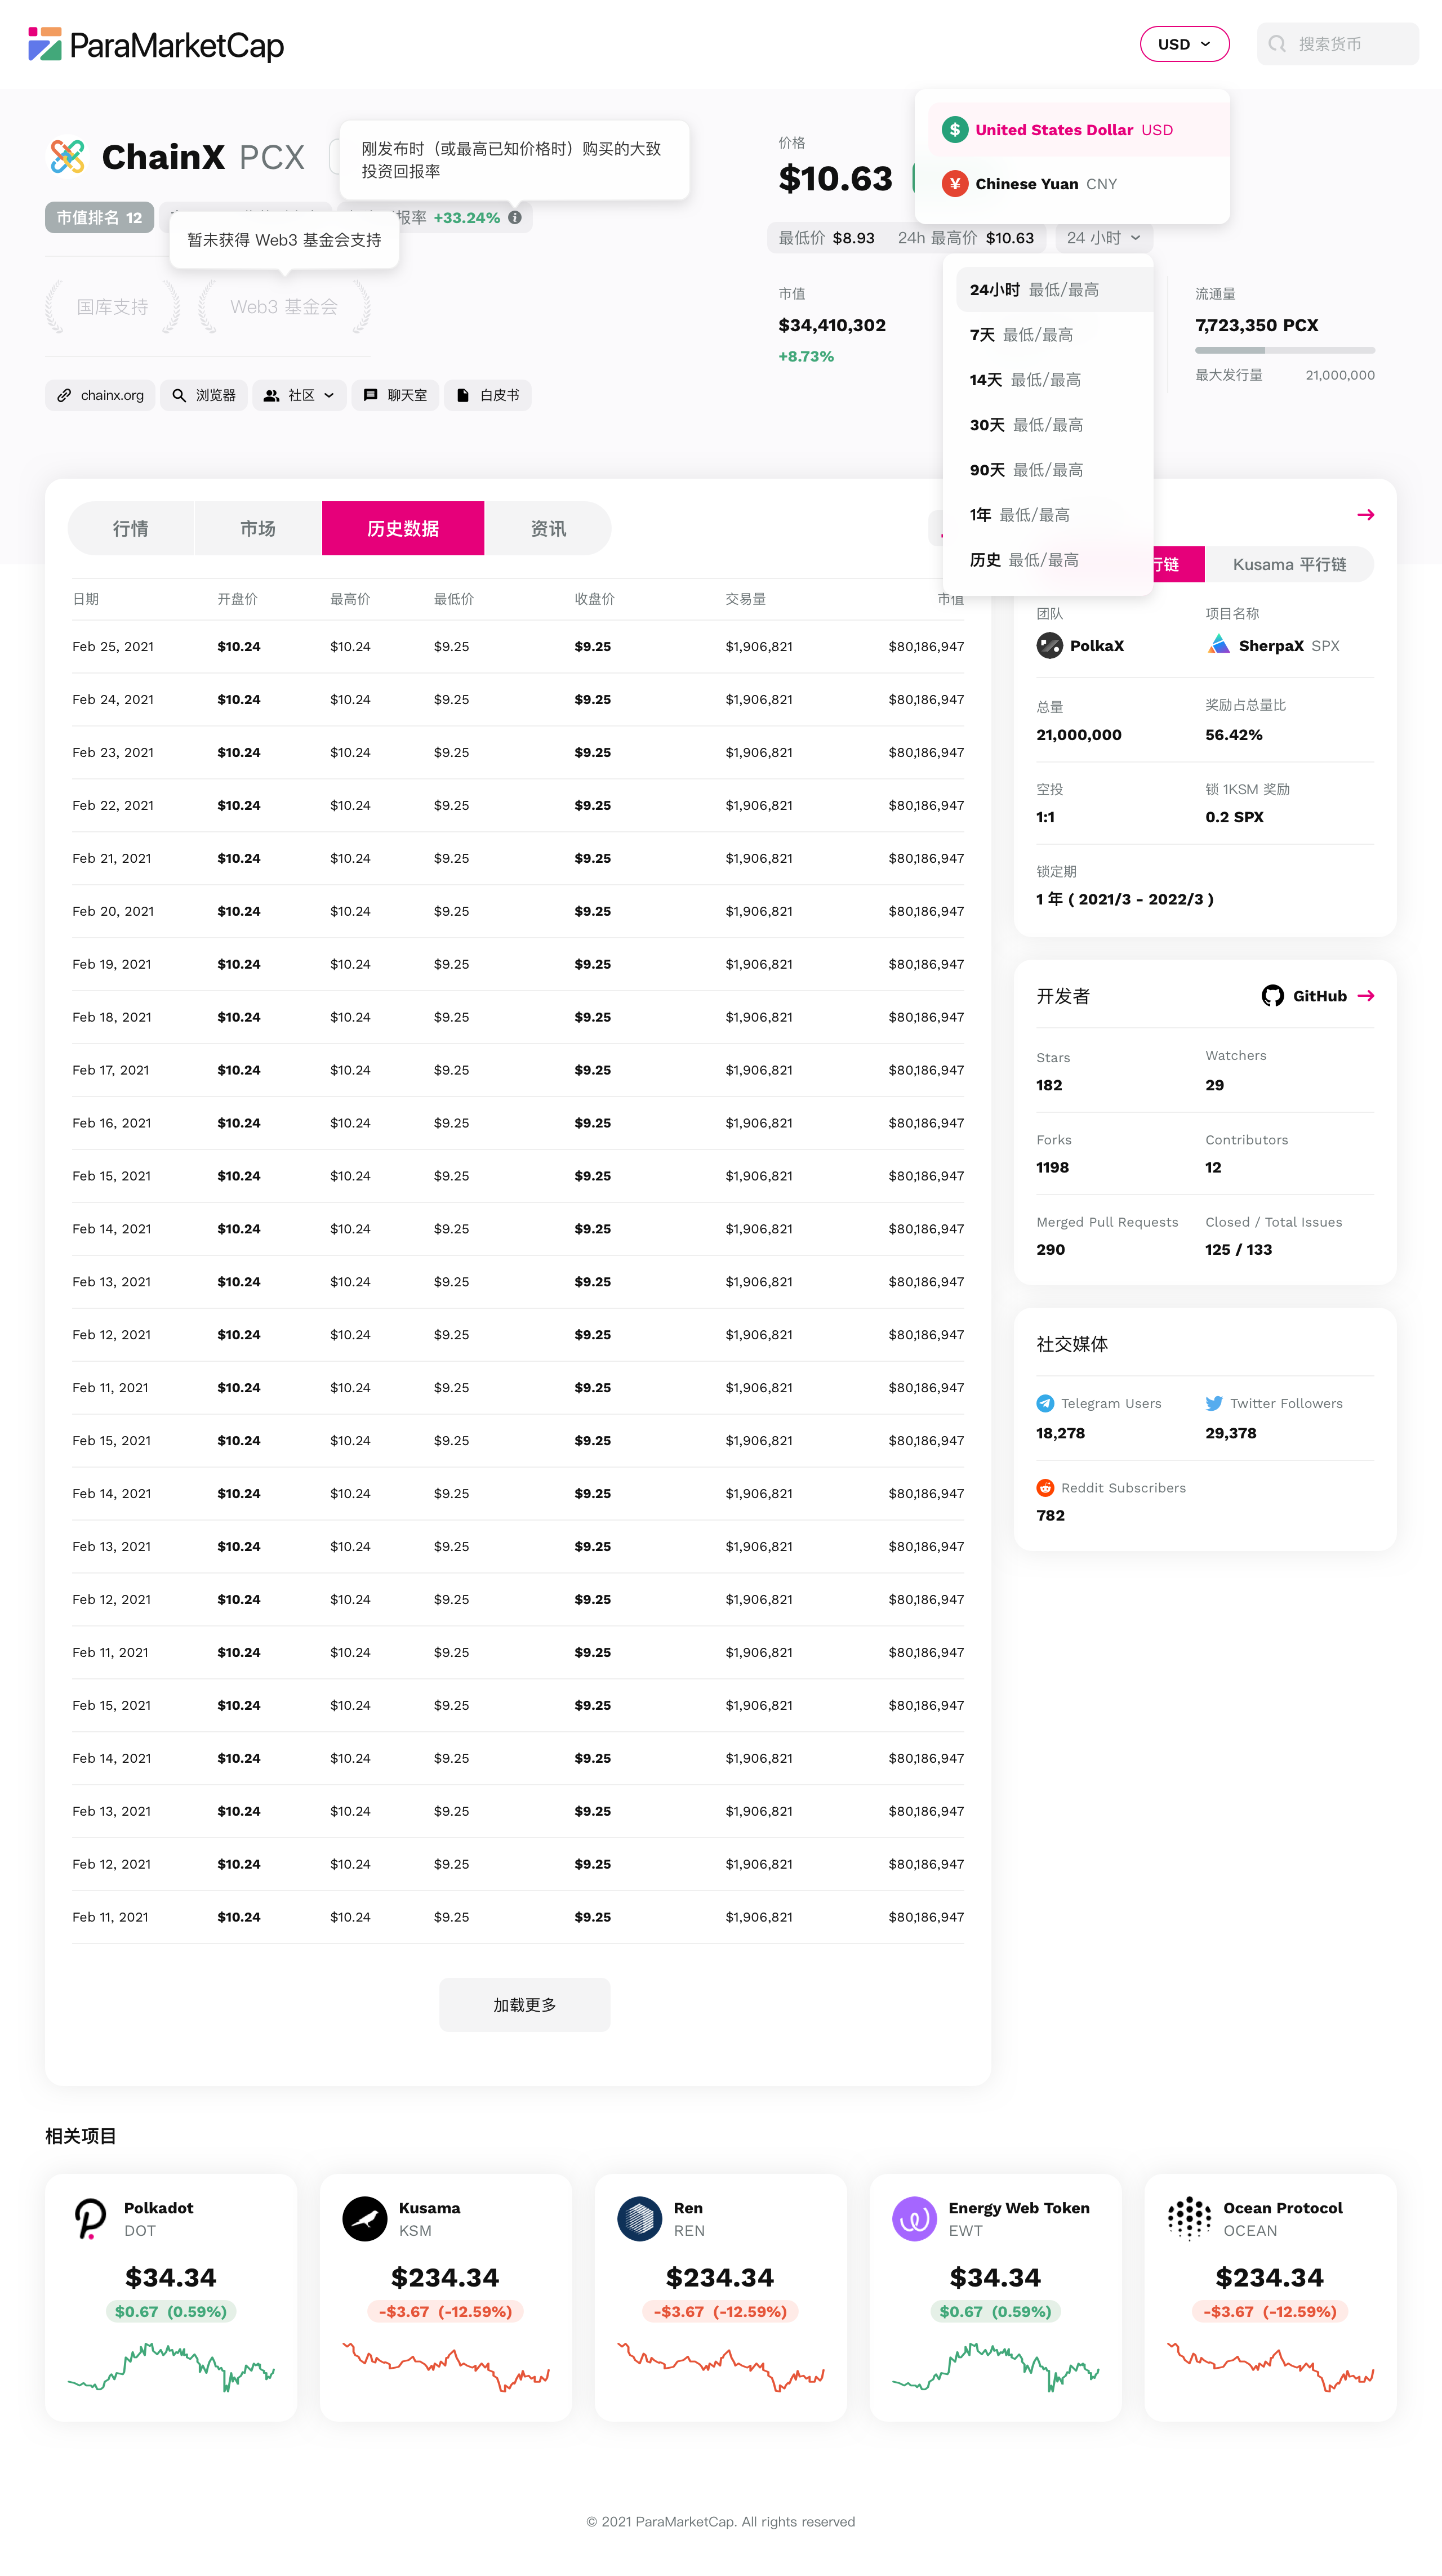 ParaMarketCap
USD
搜索货币
ChainX PCX
刚发布时（或最高已知价格时）购买的大致
投资回报率
市值排名 12
报率 +33.24%
暂未获得 Web3 基金会支持
国库支持
Web3 基金会
chainx.org
浏览器
社区
聊天室
白皮书
价格
$10.63
United States Dollar USD
Chinese Yuan CNY
最低价 $8.93 24h 最高价 $10.63
24 小时
市值
$34,410,302
+8.73%
24小时 最低/最高
7天 最低/最高
14天 最低/最高
30天 最低/最高
90天 最低/最高
1年 最低/最高
历史 最低/最高
流通量
7,723,350 PCX
最大发行量 21,000,000
行情 市场 历史数据 资讯
日期 开盘价 最高价 最低价 收盘价 交易量 市值
Feb 25, 2021 $10.24 $10.24 $9.25 $9.25 $1,906,821 $80,186,947
Feb 24, 2021 $10.24 $10.24 $9.25 $9.25 $1,906,821 $80,186,947
Feb 23, 2021 $10.24 $10.24 $9.25 $9.25 $1,906,821 $80,186,947
Feb 22, 2021 $10.24 $10.24 $9.25 $9.25 $1,906,821 $80,186,947
Feb 21, 2021 $10.24 $10.24 $9.25 $9.25 $1,906,821 $80,186,947
Feb 20, 2021 $10.24 $10.24 $9.25 $9.25 $1,906,821 $80,186,947
Feb 19, 2021 $10.24 $10.24 $9.25 $9.25 $1,906,821 $80,186,947
Feb 18, 2021 $10.24 $10.24 $9.25 $9.25 $1,906,821 $80,186,947
Feb 17, 2021 $10.24 $10.24 $9.25 $9.25 $1,906,821 $80,186,947
Feb 16, 2021 $10.24 $10.24 $9.25 $9.25 $1,906,821 $80,186,947
Feb 15, 2021 $10.24 $10.24 $9.25 $9.25 $1,906,821 $80,186,947
Feb 14, 2021 $10.24 $10.24 $9.25 $9.25 $1,906,821 $80,186,947
Feb 13, 2021 $10.24 $10.24 $9.25 $9.25 $1,906,821 $80,186,947
Feb 12, 2021 $10.24 $10.24 $9.25 $9.25 $1,906,821 $80,186,947
Feb 11, 2021 $10.24 $10.24 $9.25 $9.25 $1,906,821 $80,186,947
Feb 15, 2021 $10.24 $10.24 $9.25 $9.25 $1,906,821 $80,186,947
Feb 14, 2021 $10.24 $10.24 $9.25 $9.25 $1,906,821 $80,186,947
Feb 13, 2021 $10.24 $10.24 $9.25 $9.25 $1,906,821 $80,186,947
Feb 12, 2021 $10.24 $10.24 $9.25 $9.25 $1,906,821 $80,186,947
Feb 11, 2021 $10.24 $10.24 $9.25 $9.25 $1,906,821 $80,186,947
Feb 15, 2021 $10.24 $10.24 $9.25 $9.25 $1,906,821 $80,186,947
Feb 14, 2021 $10.24 $10.24 $9.25 $9.25 $1,906,821 $80,186,947
Feb 13, 2021 $10.24 $10.24 $9.25 $9.25 $1,906,821 $80,186,947
Feb 12, 2021 $10.24 $10.24 $9.25 $9.25 $1,906,821 $80,186,947
Feb 11, 2021 $10.24 $10.24 $9.25 $9.25 $1,906,821 $80,186,947
加载更多
行链 Kusama 平行链
团队 项目名称
PolkaX SherpaX SPX
总量 奖励占总量比
21,000,000 56.42%
空投 锁 1KSM 奖励
1:1 0.2 SPX
锁定期
1 年 ( 2021/3 - 2022/3 )
开发者 GitHub
Stars Watchers
182 29
Forks Contributors
1198 12
Merged Pull Requests Closed / Total Issues
290 125 / 133
社交媒体
Telegram Users Twitter Followers
18,278 29,378
Reddit Subscribers
782
相关项目
Polkadot
DOT
$34.34
$0.67 (0.59%)
Kusama
KSM
$234.34
-$3.67 (-12.59%)
Ren
REN
$234.34
-$3.67 (-12.59%)
Energy Web Token
EWT
$34.34
$0.67 (0.59%)
Ocean Protocol
OCEAN
$234.34
-$3.67 (-12.59%)
© 2021 ParaMarketCap. All rights reserved